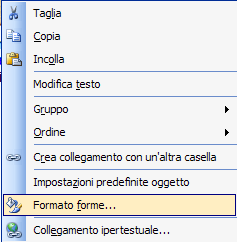 Taglia
Copia
Incolla
Modifica testo
Gruppo
Ordine
Crea collegamento con un'altra casella
Impostazioni predefinite oggetto
Formato forme...
Collegamento ipertestuale...